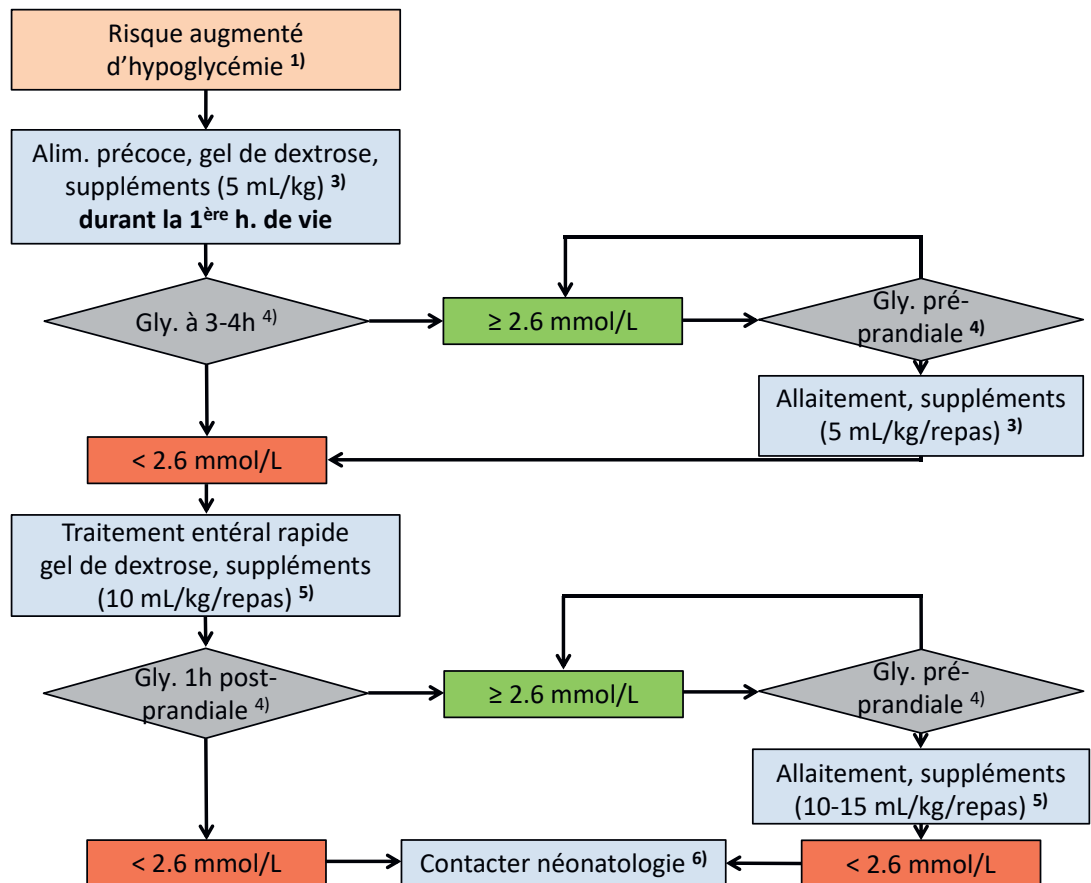 Risque augmenté
d'hypoglycémie 1)
Alim. précoce, gel de dextrose,
suppléments (5 mL/kg) 3)
durant la 1ère h. de vie
Gly. à 3-4h 4)
≥ 2.6 mmol/L
Gly. pré-
prandiale 4)
Allaitement, suppléments
(5 mL/kg/repas) 3)
< 2.6 mmol/L
Traitement entéral rapide
gel de dextrose, suppléments
(10 mL/kg/repas) 5)
Gly. 1h post-
prandiale 4)
≥ 2.6 mmol/L
Gly. pré-
prandiale 4)
Allaitement, suppléments
(10-15 mL/kg/repas) 5)
< 2.6 mmol/L
Contacter néonatologie 6)
< 2.6 mmol/L